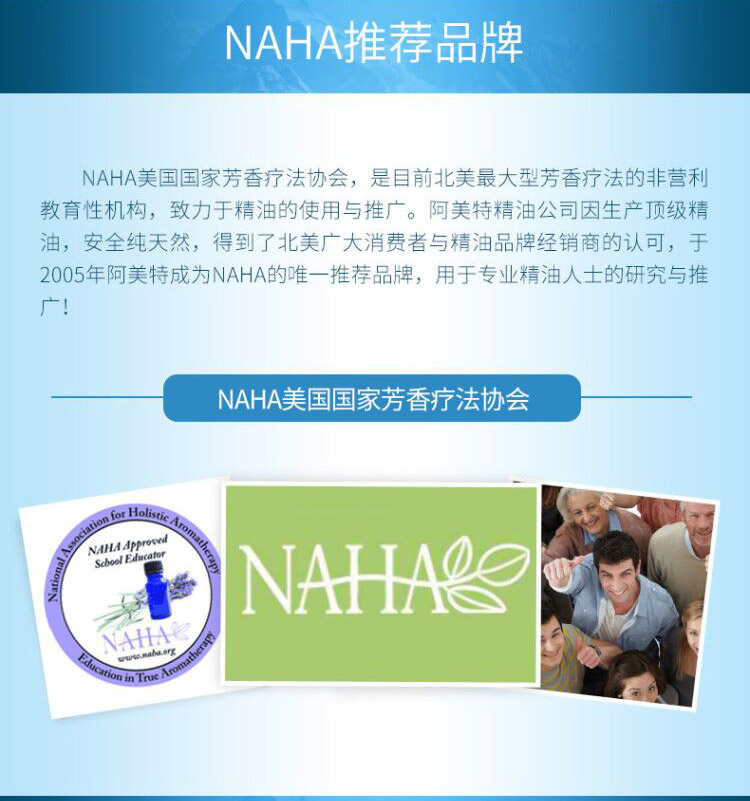 NAHA推荐品牌
NAHA美国国家芳香疗法协会，是目前北美最大型芳香疗法的非营利
教育性机构，致力于精油的使用与推广。阿美特精油公司因生产顶级精
油，安全纯天然，得到了北美广大消费者与精油品牌经销商的认可，于
2005年阿美特成为NAHA的唯一推荐品牌，用于专业精油人士的研究与推
广！
NAHA美国国家芳香疗法协会
National Association for Holistic Aromatherapy
NAHA Approved
School Educator
NAHA
www.naha.org
Education in True Aromatherapy
NAHA